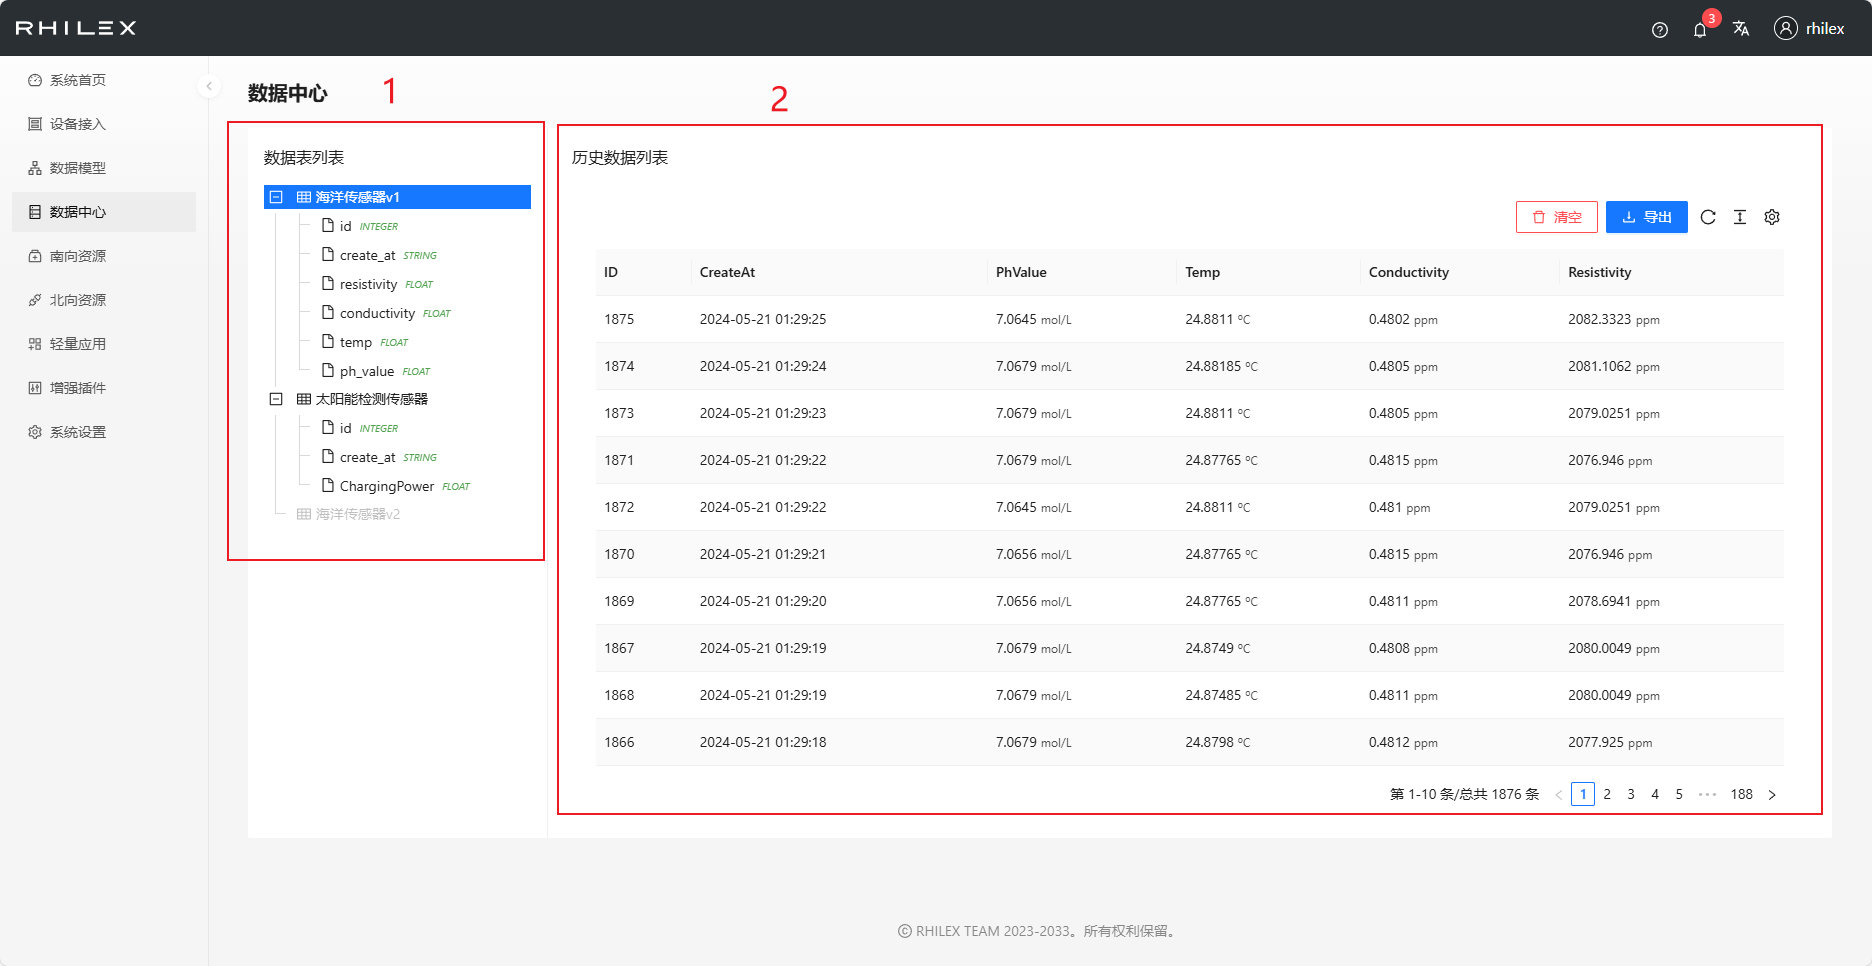 RHILEX
3
rhilex
系统首页
设备接入
数据模型
数据中心
南向资源
北向资源
轻量应用
增强插件
系统设置
数据中心
1
2
数据表列表
海洋传感器v1
id INTEGER
create_at STRING
resistivity FLOAT
conductivity FLOAT
temp FLOAT
ph_value FLOAT
太阳能检测传感器
id INTEGER
create_at STRING
ChargingPower FLOAT
海洋传感器v2
历史数据列表
清空 导出
ID CreateAt PhValue Temp Conductivity Resistivity
1875 2024-05-21 01:29:25 7.0645 mol/L 24.8811 ℃ 0.4802 ppm 2082.3323 ppm
1874 2024-05-21 01:29:24 7.0679 mol/L 24.88185 ℃ 0.4805 ppm 2081.1062 ppm
1873 2024-05-21 01:29:23 7.0679 mol/L 24.8811 ℃ 0.4805 ppm 2079.0251 ppm
1871 2024-05-21 01:29:22 7.0679 mol/L 24.87765 ℃ 0.4815 ppm 2076.946 ppm
1872 2024-05-21 01:29:22 7.0645 mol/L 24.8811 ℃ 0.481 ppm 2079.0251 ppm
1870 2024-05-21 01:29:21 7.0656 mol/L 24.87765 ℃ 0.4815 ppm 2076.946 ppm
1869 2024-05-21 01:29:20 7.0656 mol/L 24.87765 ℃ 0.4811 ppm 2078.6941 ppm
1867 2024-05-21 01:29:19 7.0679 mol/L 24.8749 ℃ 0.4808 ppm 2080.0049 ppm
1868 2024-05-21 01:29:19 7.0679 mol/L 24.87485 ℃ 0.4811 ppm 2080.0049 ppm
1866 2024-05-21 01:29:18 7.0679 mol/L 24.8798 ℃ 0.4812 ppm 2077.925 ppm
第 1-10 条/总共 1876 条 < 1 2 3 4 5 ••• 188 >
© RHILEX TEAM 2023-2033。所有权利保留。